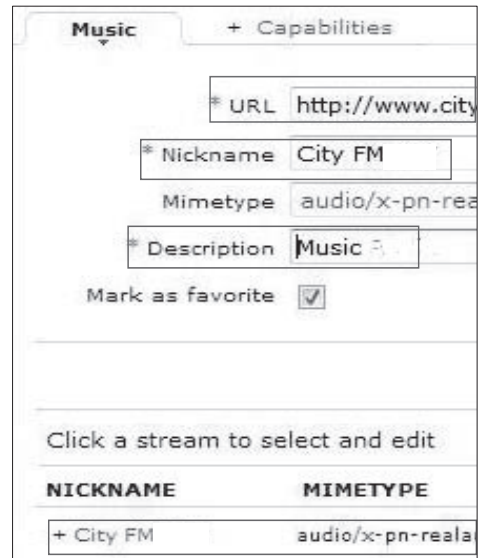 Music + Capabilities
* URL http://www.city
* Nickname City FM
Mimetype audio/x-pn-rea
* Description Music
Mark as favorite
Click a stream to select and edit
NICKNAME MIMETYPE
+ City FM audio/x-pn-reala